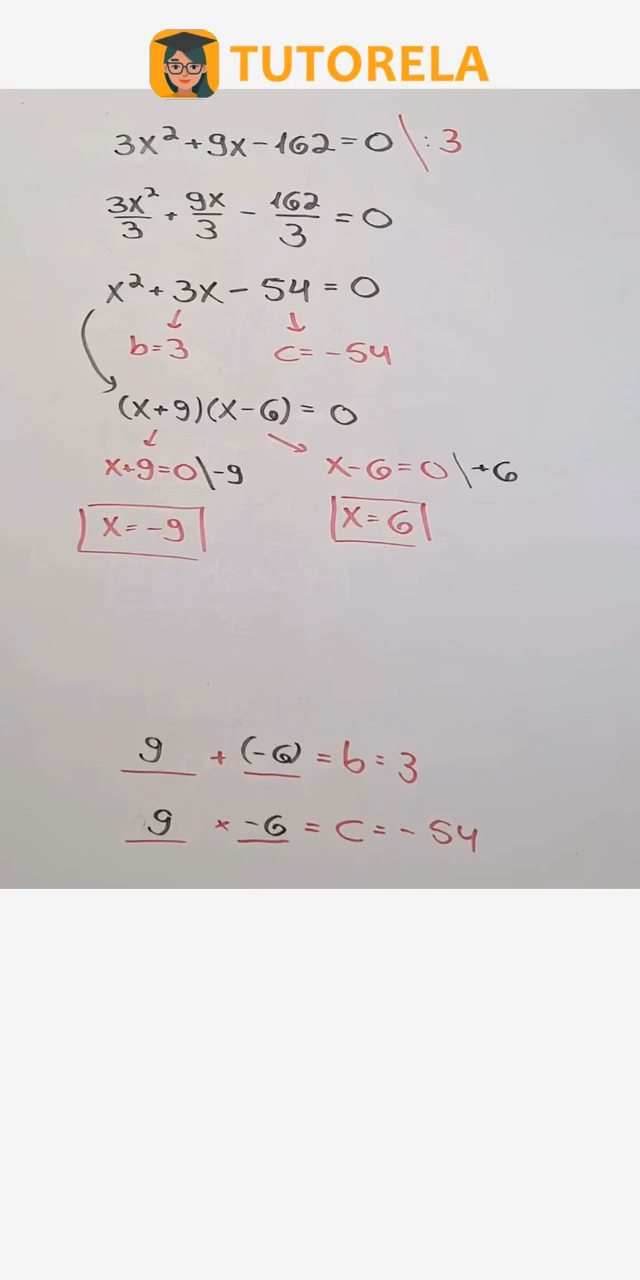 TUTORELA
3x²+9x-162=0\:3
3x²/3 + 9x/3 - 162/3 = 0
x²+3x-54=0
b=3 c=-54
(x+9)(x-6)=0
x+9=0\-9 x-6=0\+6
x=-9 x=6
9 + (-6) = b = 3
9 × -6 = c = -54